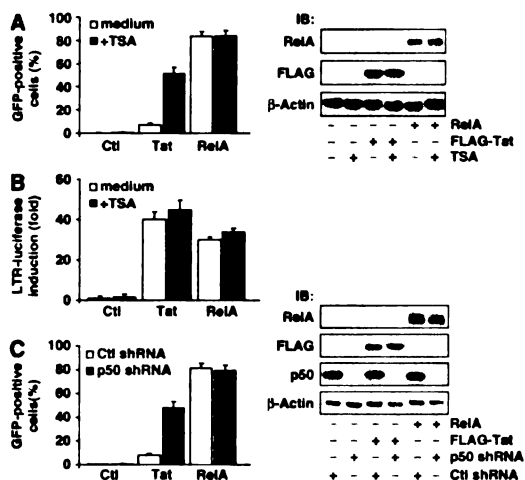 A
GFP-positive cells (%)
80
60
40
20
0
medium
+TSA
Ctl Tat RelA
IB:
RelA
FLAG
β-Actin
- - - - + + RelA
- - + + - - FLAG-Tat
- + - + - + TSA
B
LTR-luciferase induction (fold)
60
40
20
0
medium
+TSA
Ctl Tat RelA
C
GFP-positive cells(%)
80
60
40
20
0
Ctl shRNA
p50 shRNA
Ctl Tat RelA
IB:
RelA
FLAG
p50
β-Actin
- - - - + + RelA
- - + + - - FLAG-Tat
- + - + - + p50 shRNA
+ - + - + - Ctl shRNA